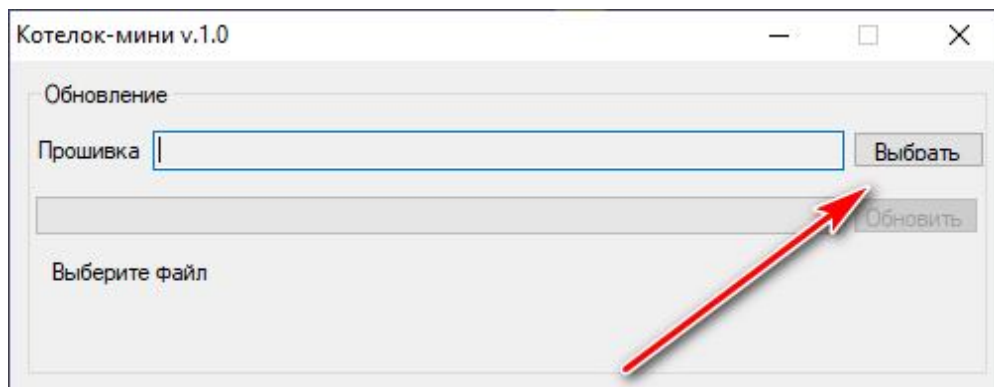 Котелок-мини v.1.0
Обновление
Прошивка Выбрать
Обновить
Выберите файл